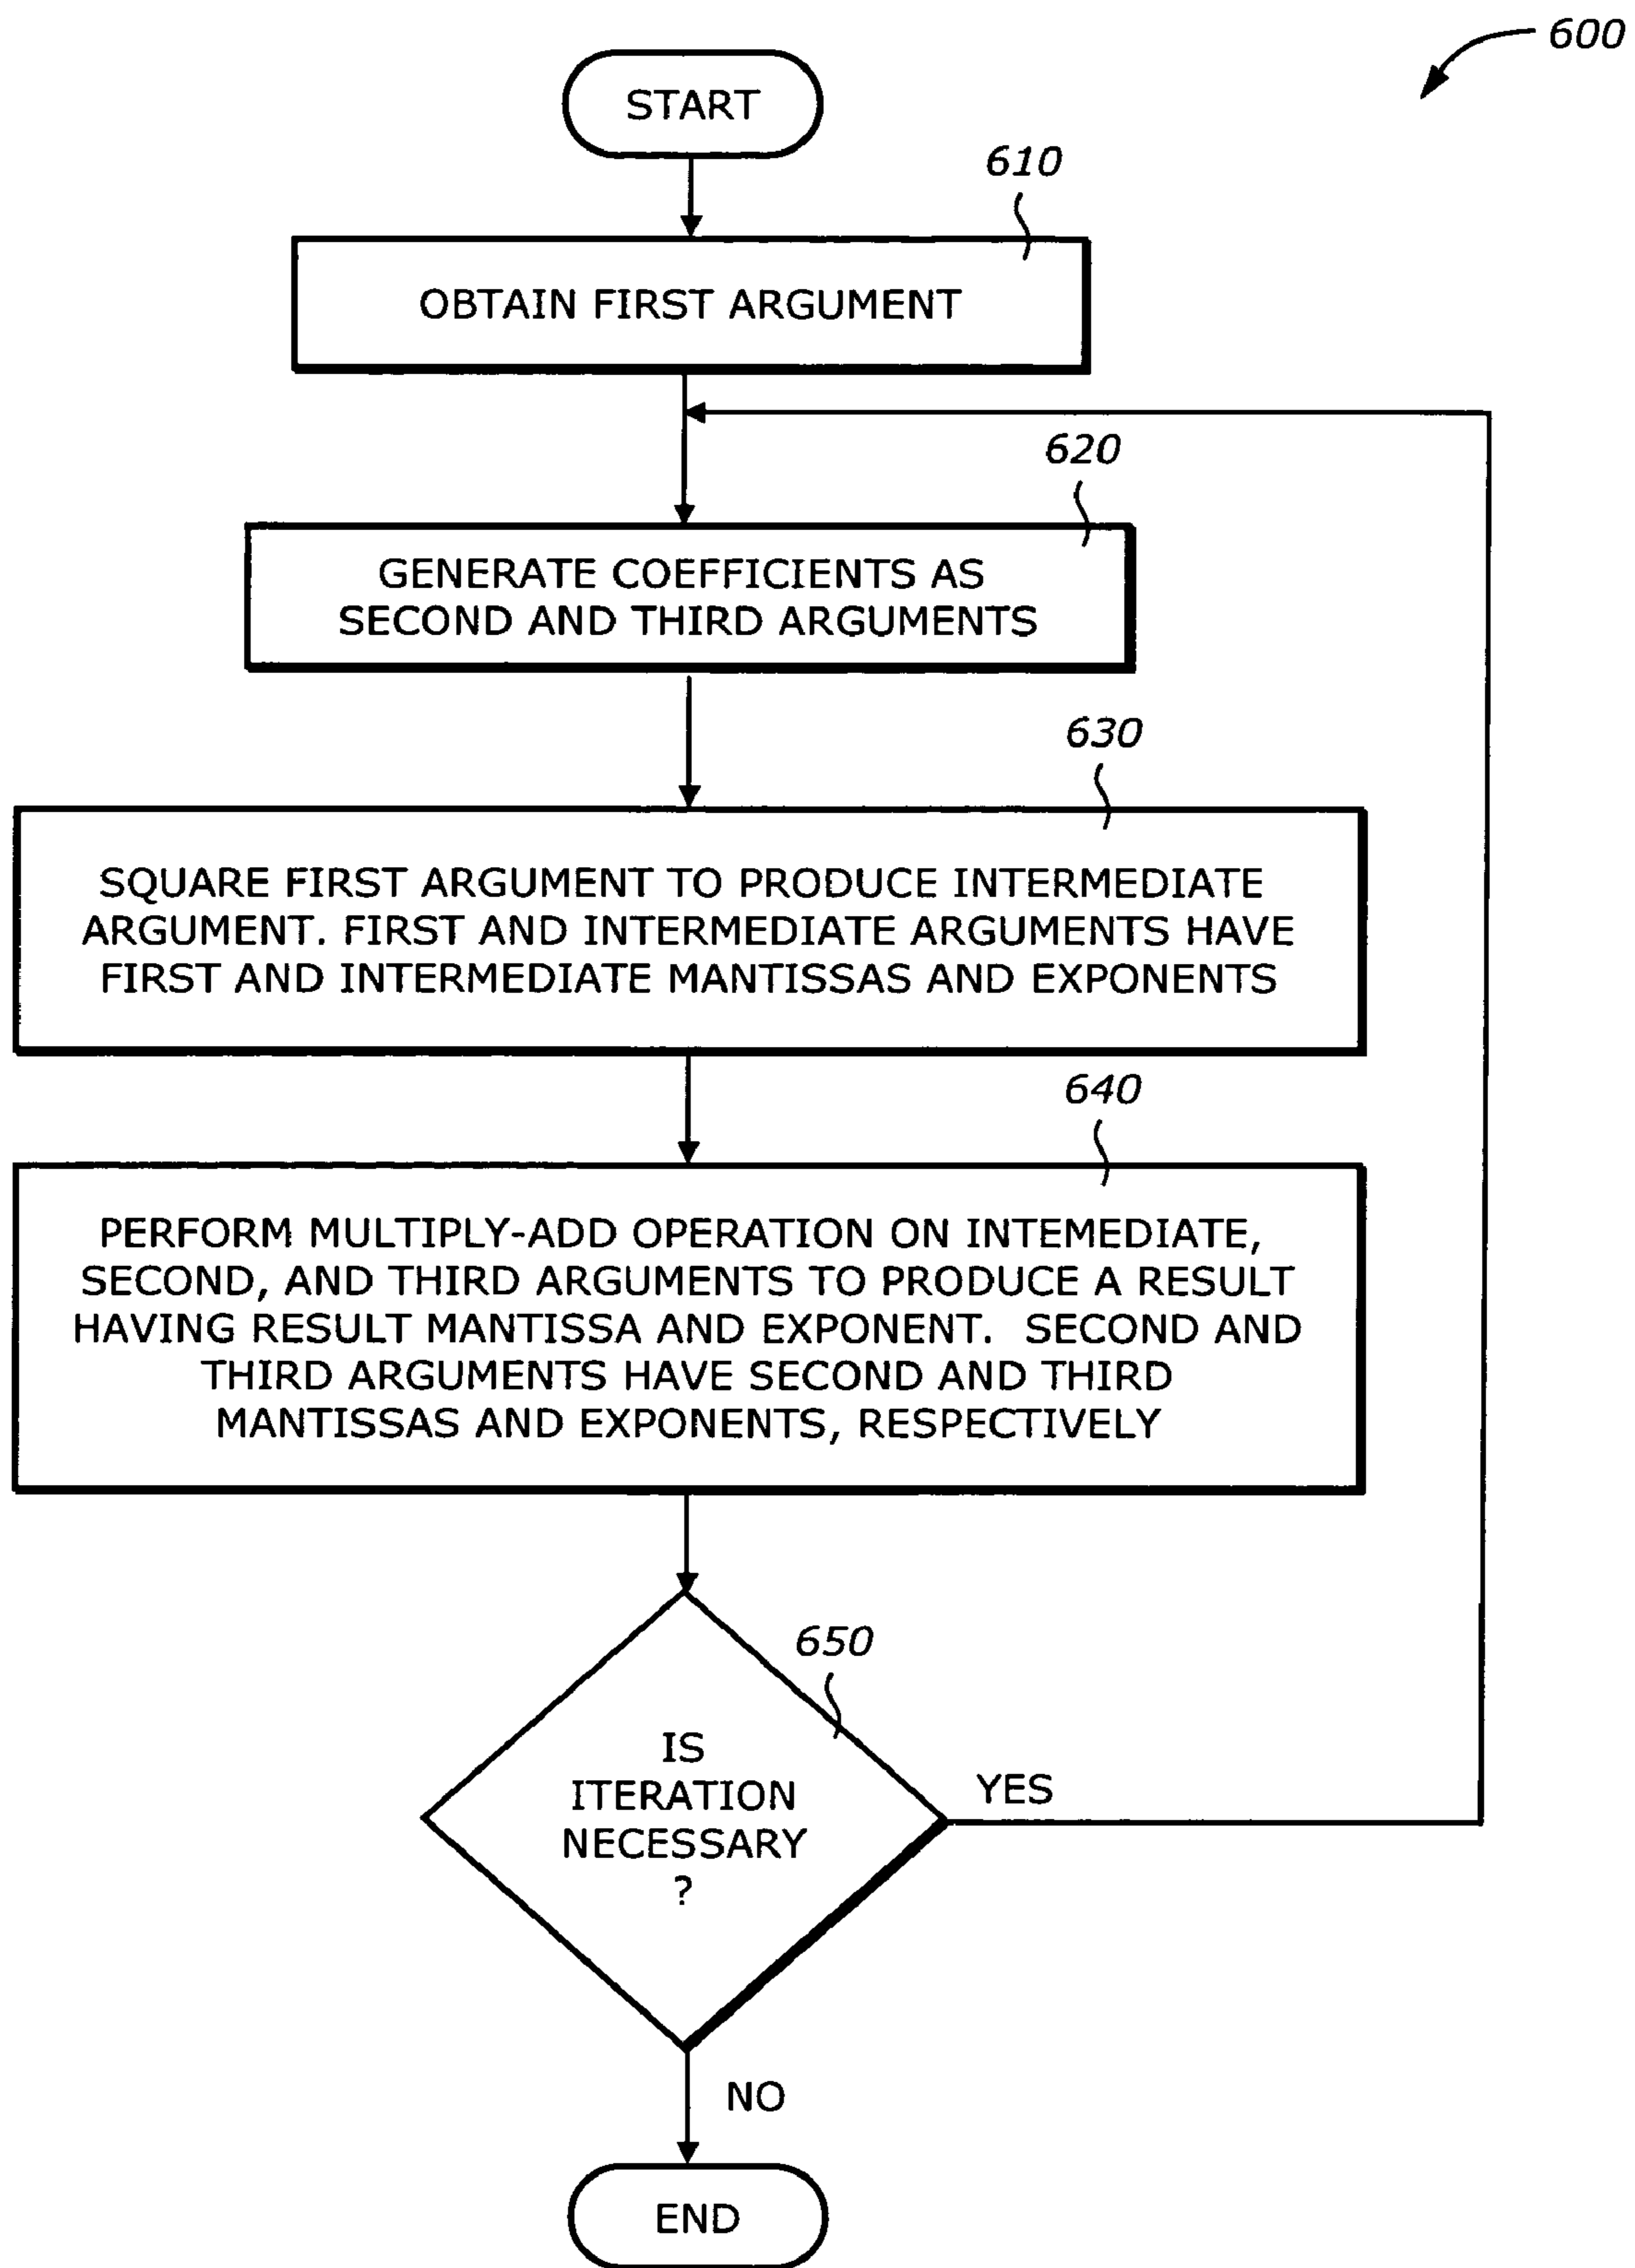 600
START
610
OBTAIN FIRST ARGUMENT
620
GENERATE COEFFICIENTS AS
SECOND AND THIRD ARGUMENTS
630
SQUARE FIRST ARGUMENT TO PRODUCE INTERMEDIATE
ARGUMENT. FIRST AND INTERMEDIATE ARGUMENTS HAVE
FIRST AND INTERMEDIATE MANTISSAS AND EXPONENTS
640
PERFORM MULTIPLY-ADD OPERATION ON INTEMEDIATE,
SECOND, AND THIRD ARGUMENTS TO PRODUCE A RESULT
HAVING RESULT MANTISSA AND EXPONENT. SECOND AND
THIRD ARGUMENTS HAVE SECOND AND THIRD
MANTISSAS AND EXPONENTS, RESPECTIVELY
650
IS
ITERATION
NECESSARY
?
YES
NO
END